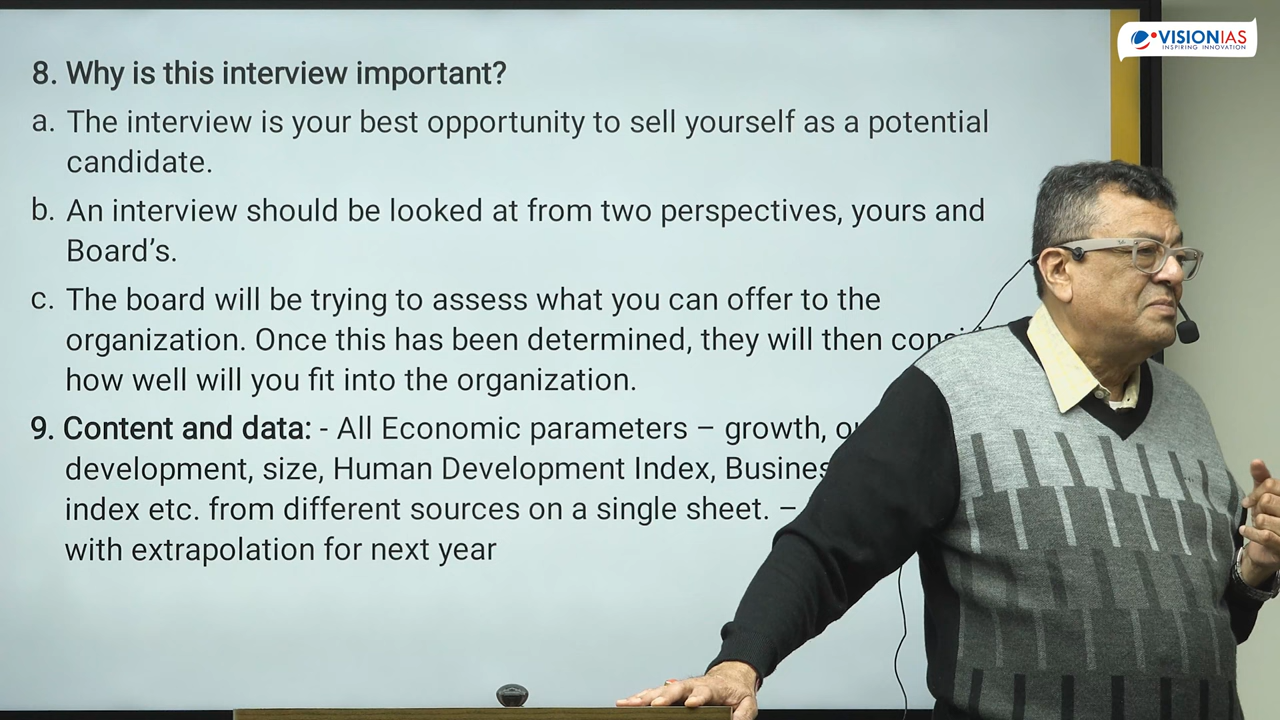 VISIONIAS
INSPIRING INNOVATION
8. Why is this interview important?
a. The interview is your best opportunity to sell yourself as a potential
candidate.
b. An interview should be looked at from two perspectives, yours and
Board's.
c. The board will be trying to assess what you can offer to the
organization. Once this has been determined, they will then
how well will you fit into the organization.
9. Content and data: - All Economic parameters – growth,
development, size, Human Development Index,
index etc. from different sources on a single sheet. –
with extrapolation for next year